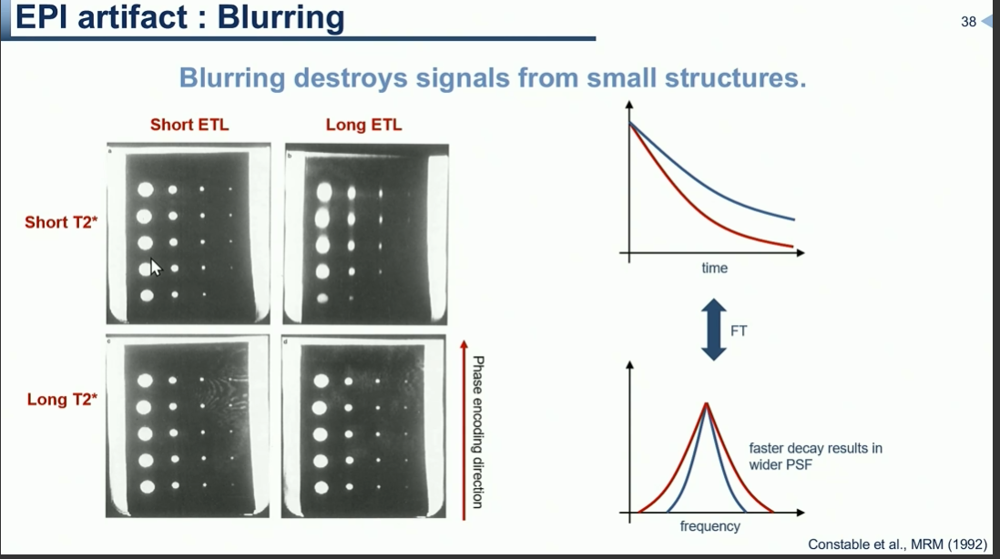 EPI artifact : Blurring
38
Blurring destroys signals from small structures.
Short ETL
Long ETL
a
b
Short T2*
time
FT
c
d
Long T2*
Phase encoding direction
faster decay results in
wider PSF
frequency
Constable et al., MRM (1992)